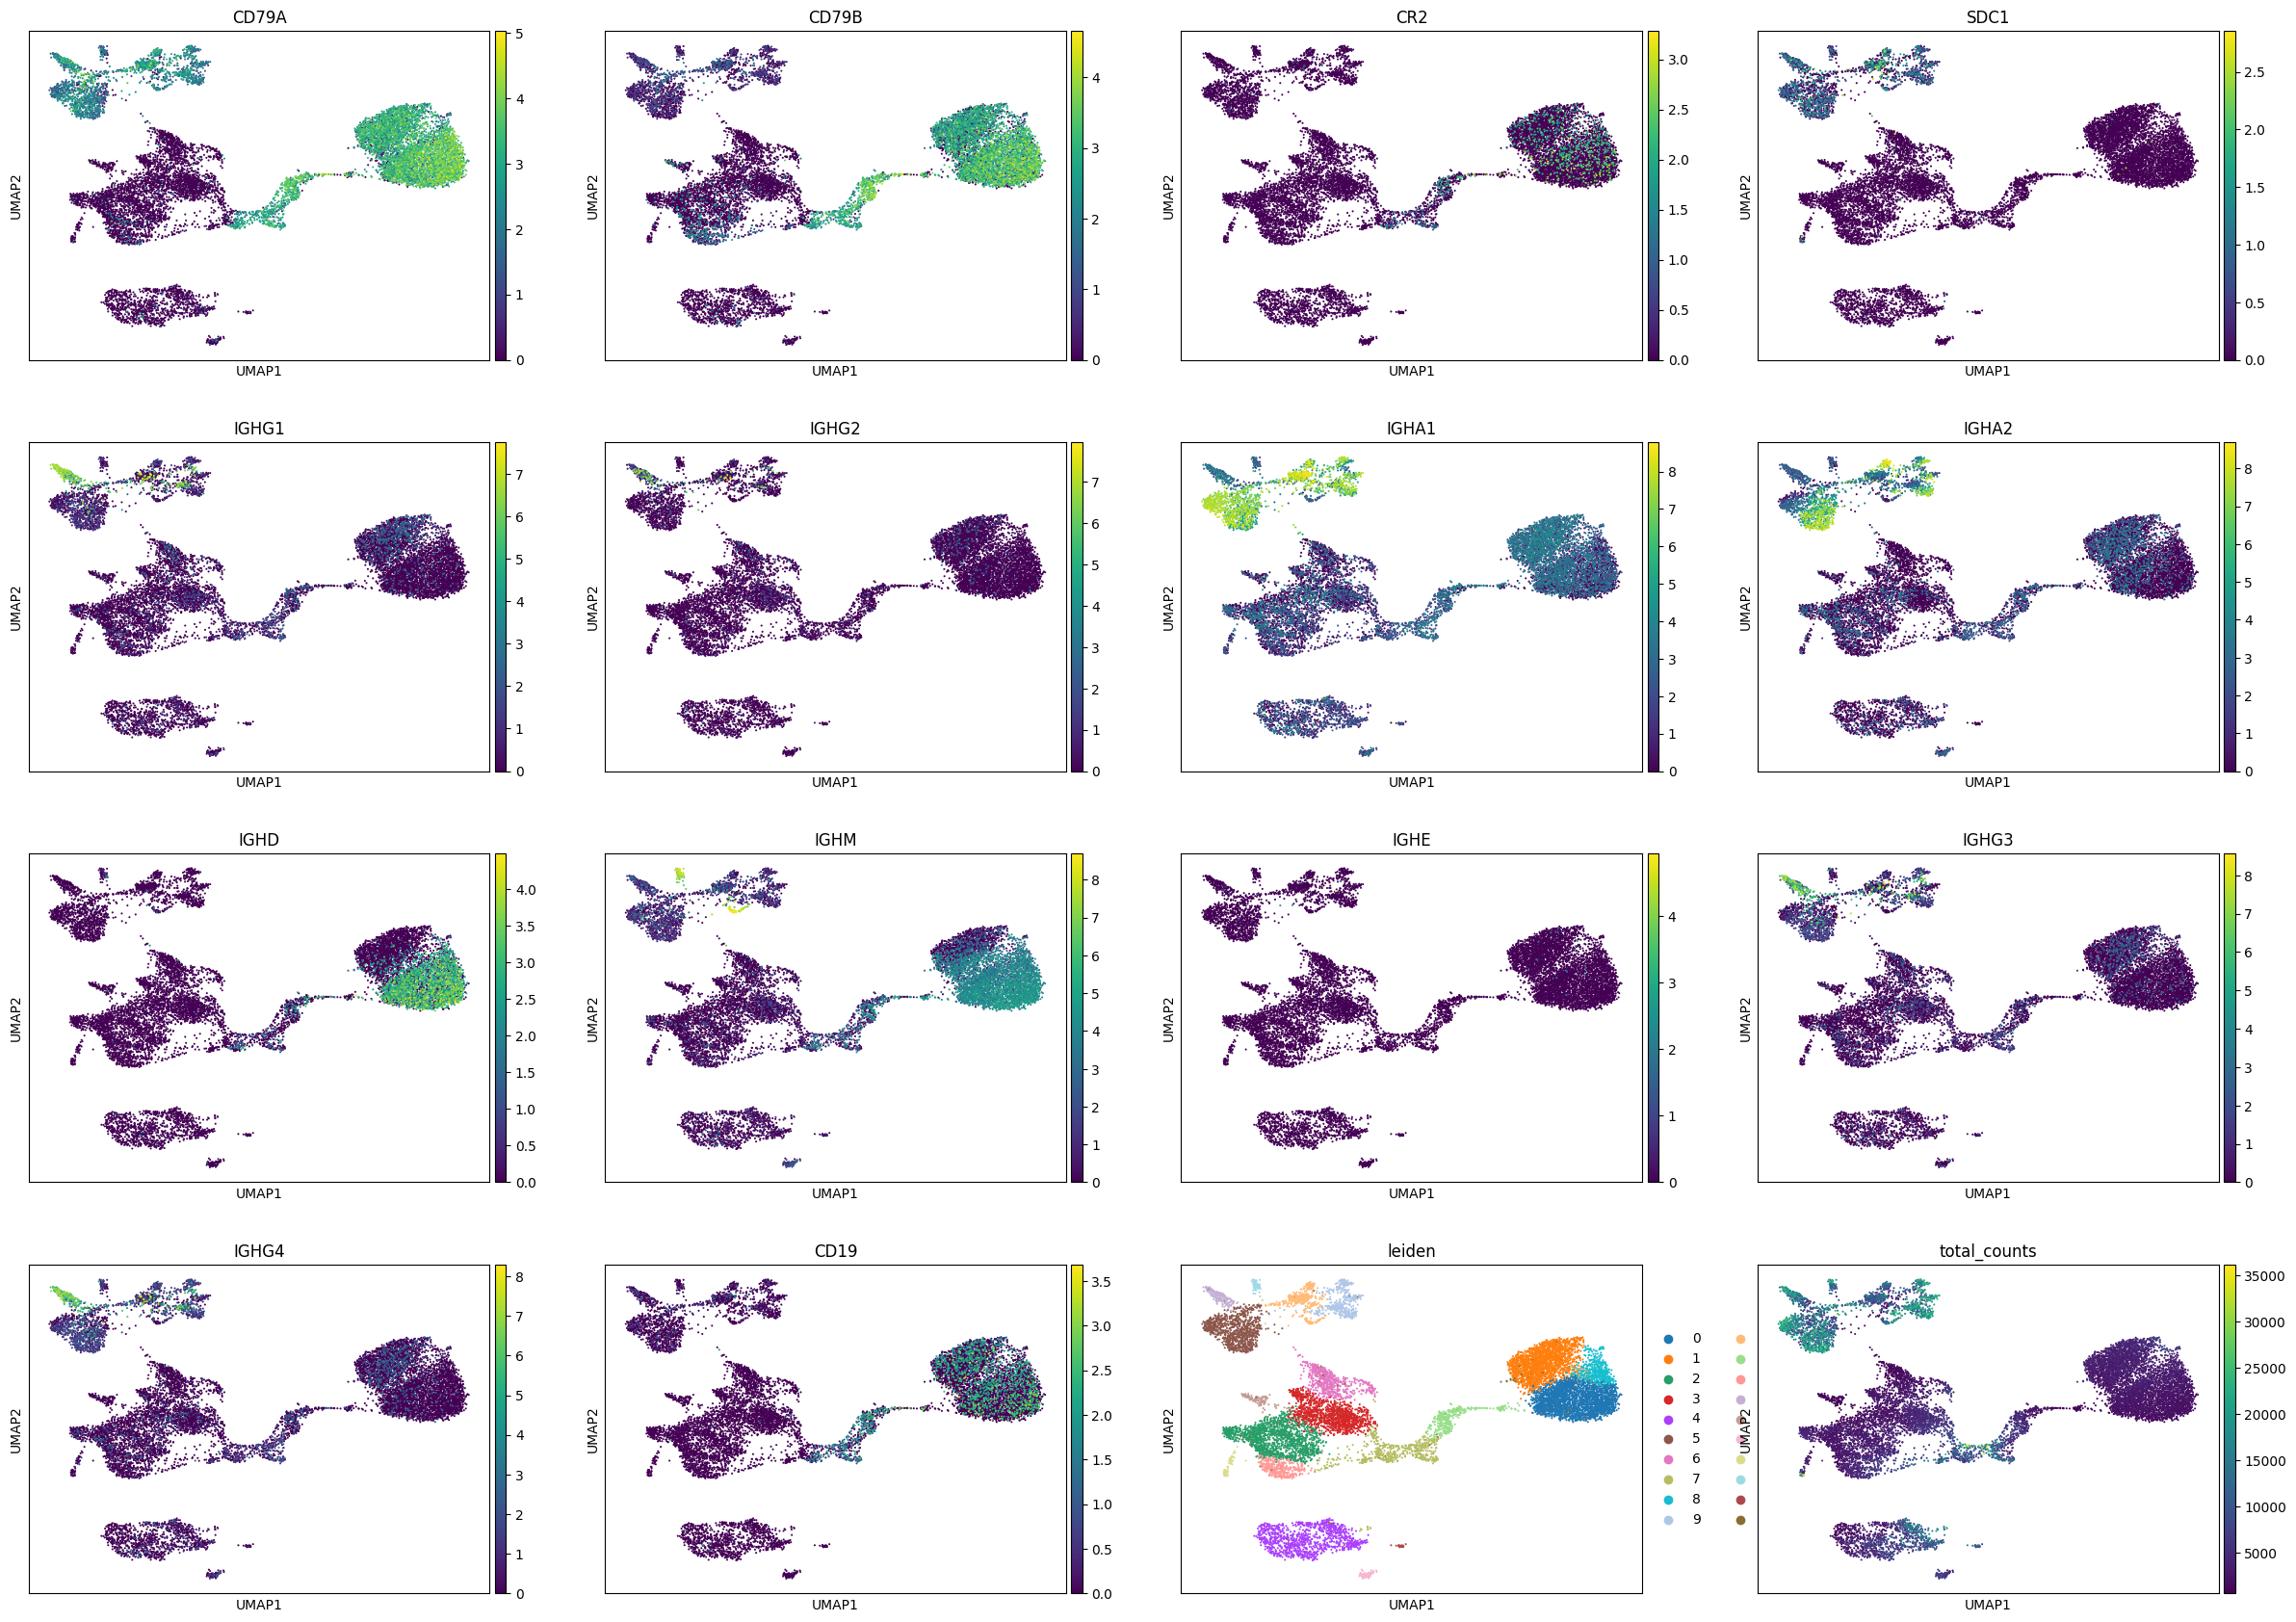 CD79A
CD79B
CR2
SDC1
UMAP2
UMAP1
5
4
3
2
1
0
UMAP2
UMAP1
4
3
2
1
0
UMAP2
UMAP1
3.0
2.5
2.0
1.5
1.0
0.5
0.0
UMAP2
UMAP1
2.5
2.0
1.5
1.0
0.5
0.0
IGHG1
IGHG2
IGHA1
IGHA2
UMAP2
UMAP1
7
6
5
4
3
2
1
0
UMAP2
UMAP1
7
6
5
4
3
2
1
0
UMAP2
UMAP1
8
7
6
5
4
3
2
1
0
UMAP2
UMAP1
8
7
6
5
4
3
2
1
0
IGHD
IGHM
IGHE
IGHG3
UMAP2
UMAP1
4.0
3.5
3.0
2.5
2.0
1.5
1.0
0.5
0.0
UMAP2
UMAP1
8
7
6
5
4
3
2
1
0
UMAP2
UMAP1
4
3
2
1
0
UMAP2
UMAP1
8
7
6
5
4
3
2
1
0
IGHG4
CD19
leiden
total_counts
UMAP2
UMAP1
8
7
6
5
4
3
2
1
0
UMAP2
UMAP1
3.5
3.0
2.5
2.0
1.5
1.0
0.5
0.0
UMAP2
UMAP1
0
1
2
3
4
5
6
7
8
9
UMAP2
UMAP1
35000
30000
25000
20000
15000
10000
5000